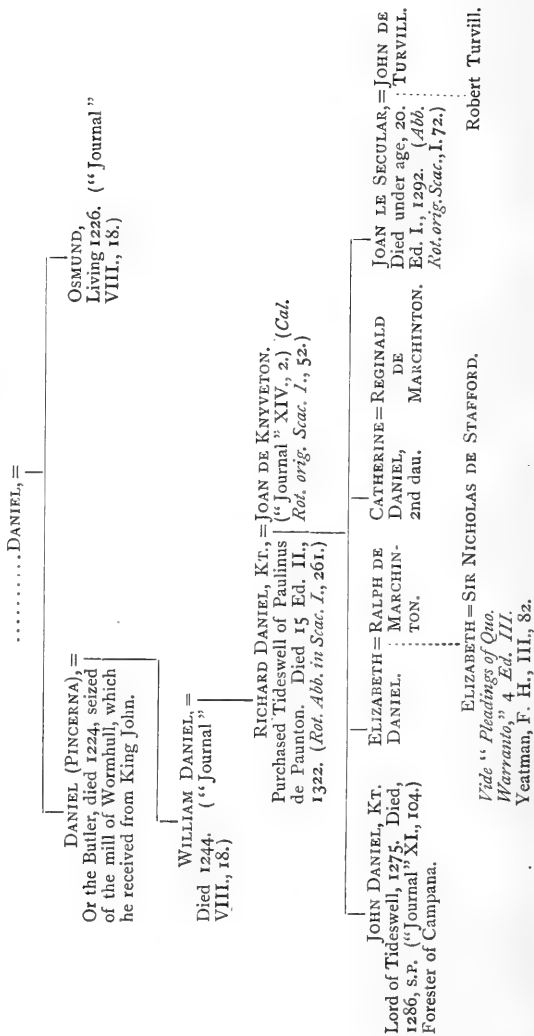 ..........DANIEL,=
DANIEL (PINCERNA),=
Or the Butler, died 1224, seized
of the mill of Wormhull, which
he received from King John.
OSMUND,
Living 1226. ("Journal"
VIII., 18.)
WILLIAM DANIEL,=
Died 1244. ("Journal"
VIII., 18.)
RICHARD DANIEL, KT.,=JOAN DE KNYVETON.
Purchased Tideswell of Paulinus
de Paunton. Died 15 Ed. II.,
1322. (Rot. Abb. in Scac. I., 261.)
("Journal" XIV., 2.) (Cal.
Rot. orig. Scac. I., 52.)
JOHN DANIEL, KT.
Lord of Tideswell, 1275. Died,
1286, S.P. ("Journal" XI., 104.)
Forester of Campana.
ELIZABETH=RALPH DE
DANIEL. MARCHIN-
TON.
CATHERINE=REGINALD
DANIEL, DE
2nd dau. MARCHINTON.
JOAN LE SECULAR,=JOHN DE
Died under age, 20. TURVILL.
Ed. I., 1292. (Abb.
Rot. orig. Scac., I. 72.)
ELIZABETH=SIR NICHOLAS DE STAFFORD.
Vide "Pleadings of Quo.
Warranto," 4 Ed. III.
Yeatman, F. H., III., 82.
Robert Turvill.